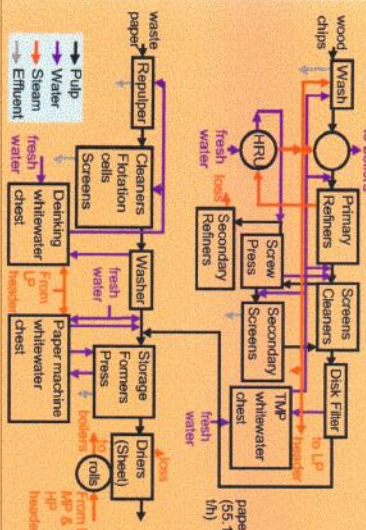 wood
chips
to boilers
Wash
HRU
fresh
water
Primary
Refiners
loss
Secondary
Refiners
Screw
Press
Screens
Cleaners
Secondary
Screens
Disk Filter
to LP
header
TMP
whitewater
chest
fresh
water
paper
(55.1
t/h)
waste
paper
Repulper
Cleaners
Flotation
cells
Screens
Washer
fresh
water
Storage
Formers
Press
Driers
(Sheet)
loss
fresh
water
Deinking
whitewater
chest
From
LP
header
Paper machine
whitewater
chest
to
boilers
rolls
From
MP &
HP
header
Pulp
Water
Steam
Effluent